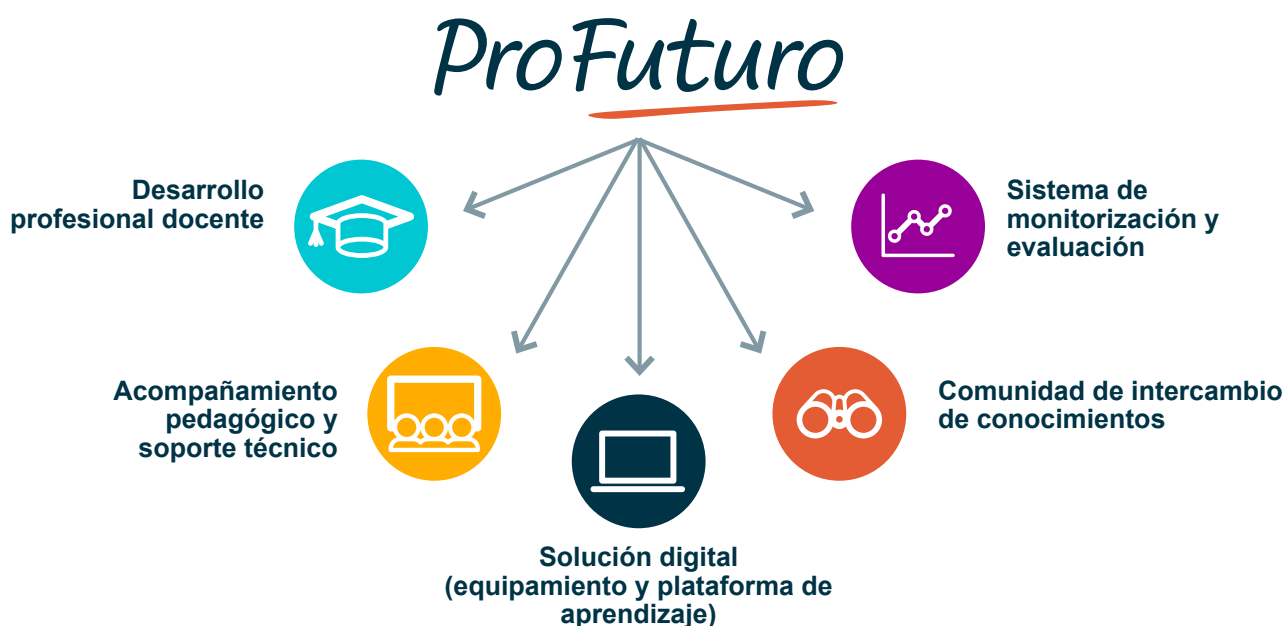 ProFuturo
Desarrollo
profesional docente
Sistema de
monitorización y
evaluación
Acompañamiento
pedagógico y
soporte técnico
Comunidad de intercambio
de conocimientos
Solución digital
(equipamiento y plataforma de
aprendizaje)